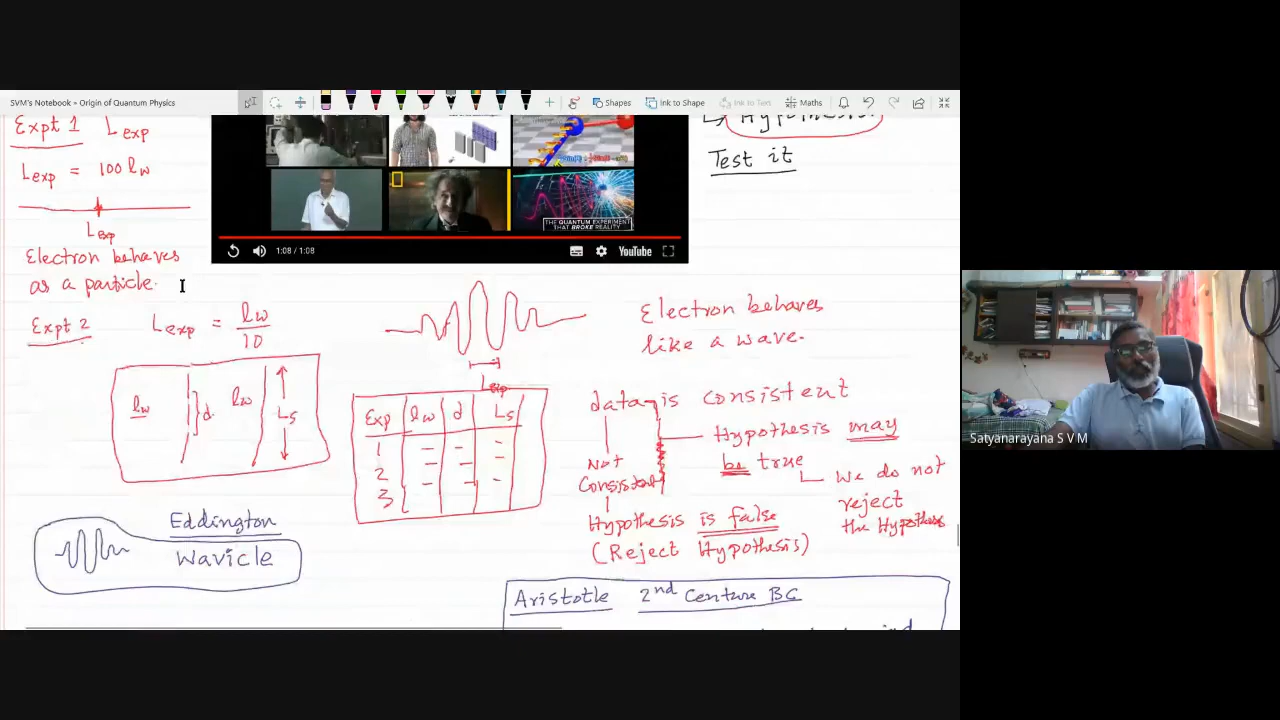 SVM's Notebook » Origin of Quantum Physics
Shapes
Ink to Shape
Ink to Text
Maths
Expt 1 Lexp
Lexp = 100 lw
Lexp
Electron behaves
as a particle.
Hypothesis.
Test it
THE QUANTUM EXPERIMENT
THAT BROKE REALITY
1:08 / 1:08
YouTube
Expt 2 Lexp = lw/10
Lexp
Electron behaves
like a wave.
lw d. lw Ls
Exp lw d Ls
1 – – –
2 – – –
3 – – –
data is consistent
Hypothesis may
be true
We do not
reject
the Hypothesis
Not
Consistent
Hypothesis is false
(Reject Hypothesis)
Eddington
Wavicle
Aristotle 2nd Centure BC
Satyanarayana S V M